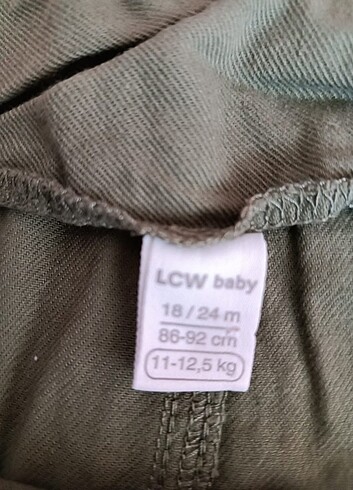 LCW baby
18 / 24 m
86-92 cm
11-12,5 kg